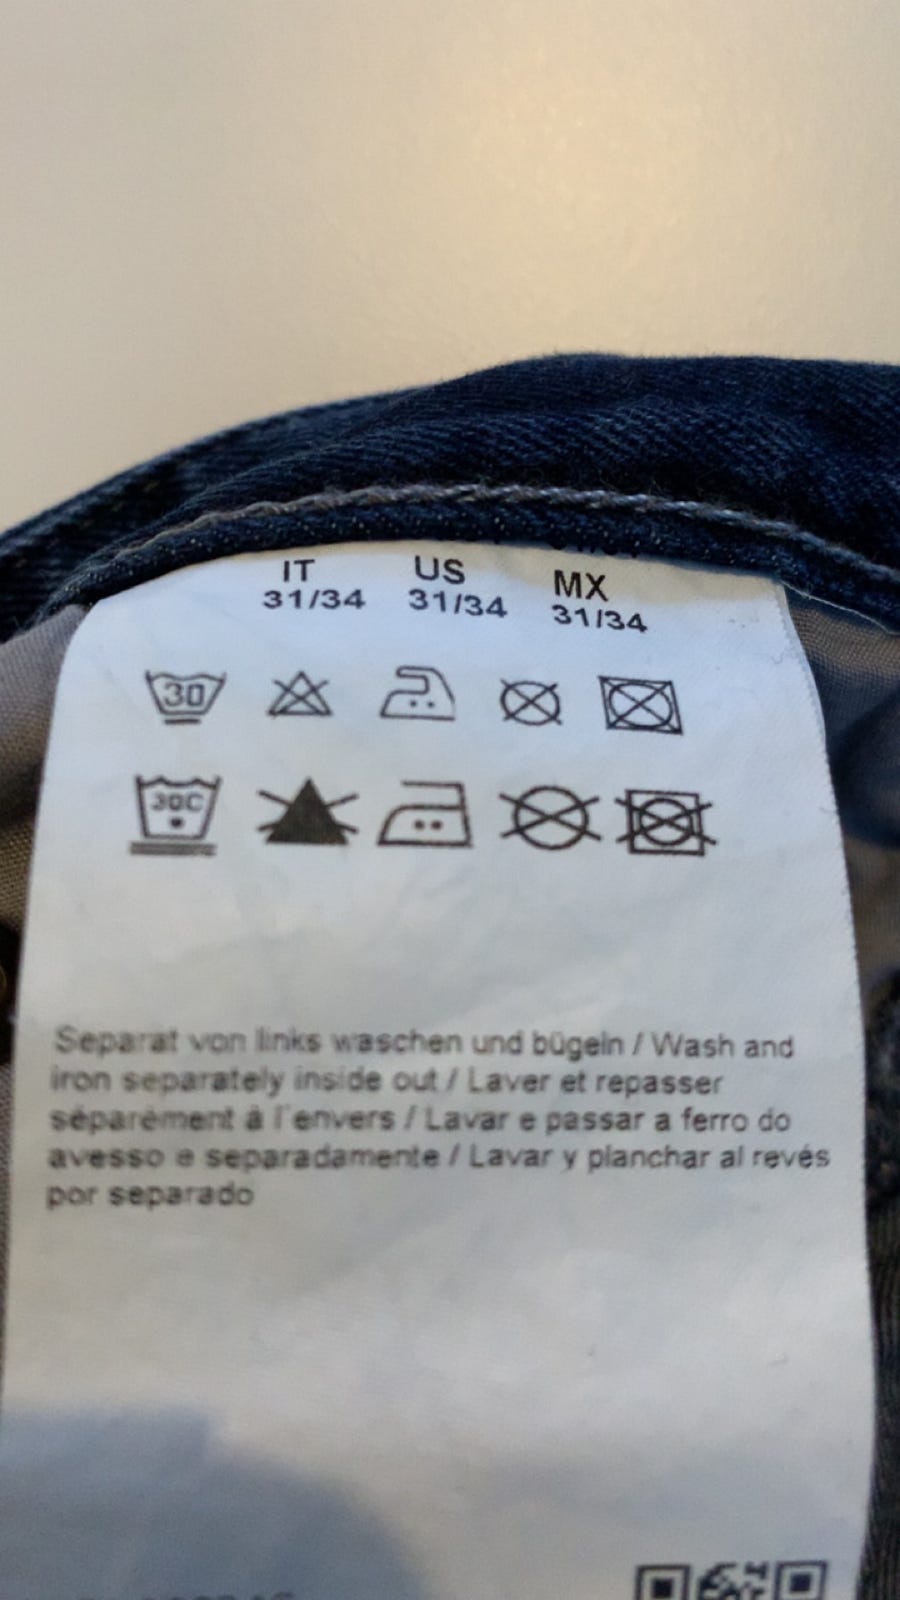 IT US MX
31/34 31/34 31/34
30
30C
Separat von links waschen und bügeln / Wash and
iron separately inside out / Laver et repasser
séparément à l'envers / Lavar e passar a ferro do
avesso e separadamente / Lavar y planchar al revés
por separado